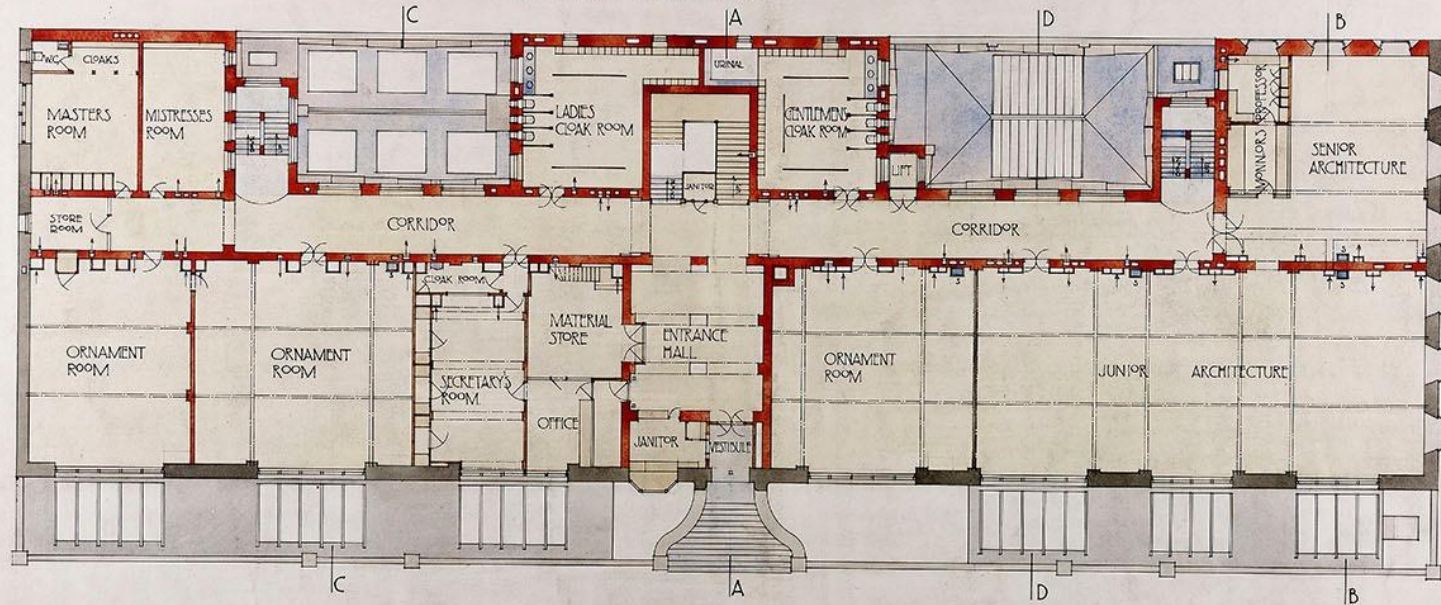 C
A
D
B
W.C.
CLOAKS
MASTERS
ROOM
MISTRESSES
ROOM
LADIES
CLOAK ROOM
URINAL
GENTLEMENS
CLOAK ROOM
LIFT
JANITOR
PROFESSOR
SENIOR
ARCHITECTURE
STORE
ROOM
CORRIDOR
CORRIDOR
CLOAK ROOM
S
S
S
S
ORNAMENT
ROOM
ORNAMENT
ROOM
SECRETARY'S
ROOM
MATERIAL
STORE
OFFICE
ENTRANCE
HALL
JANITOR
VESTIBULE
ORNAMENT
ROOM
JUNIOR ARCHITECTURE
C
A
D
B